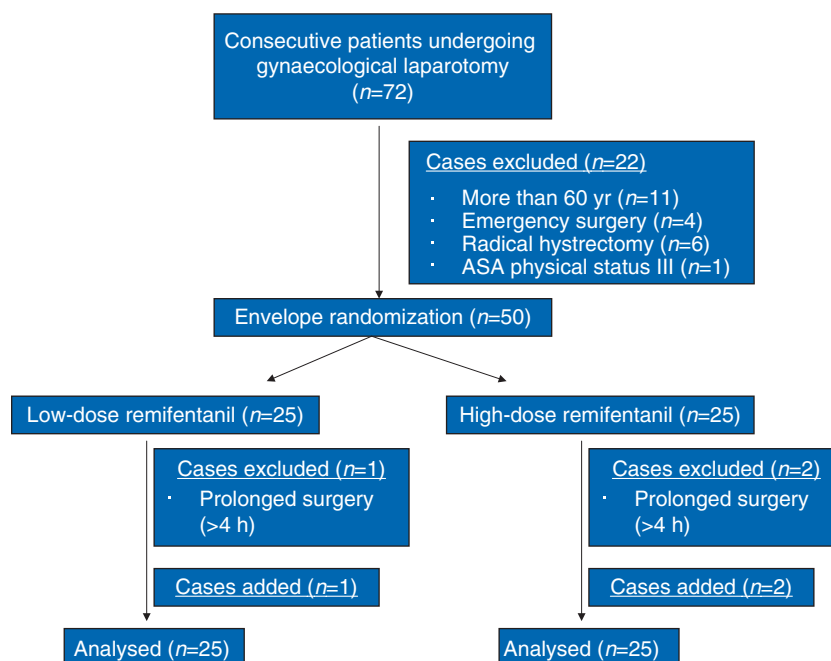 Consecutive patients undergoing
gynaecological laparotomy
(n=72)
Cases excluded (n=22)
· More than 60 yr (n=11)
· Emergency surgery (n=4)
· Radical hystrectomy (n=6)
· ASA physical status III (n=1)
Envelope randomization (n=50)
Low-dose remifentanil (n=25)
High-dose remifentanil (n=25)
Cases excluded (n=1)
· Prolonged surgery
(>4 h)
Cases excluded (n=2)
· Prolonged surgery
(>4 h)
Cases added (n=1)
Cases added (n=2)
Analysed (n=25)
Analysed (n=25)